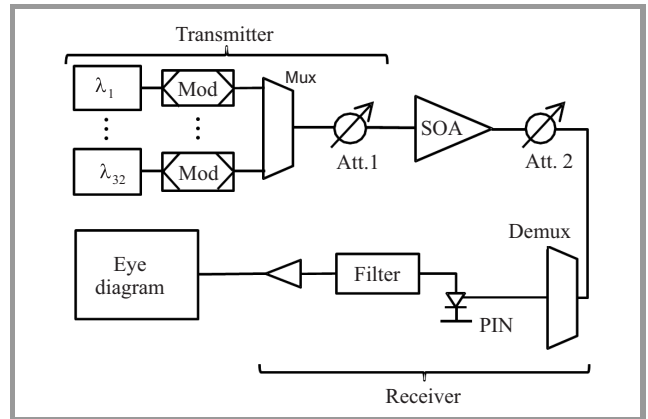 Transmitter
λ1
Mod
Mux
...
...
λ32
Mod
Att.1
SOA
Att. 2
Demux
Eye
diagram
Filter
PIN
Receiver